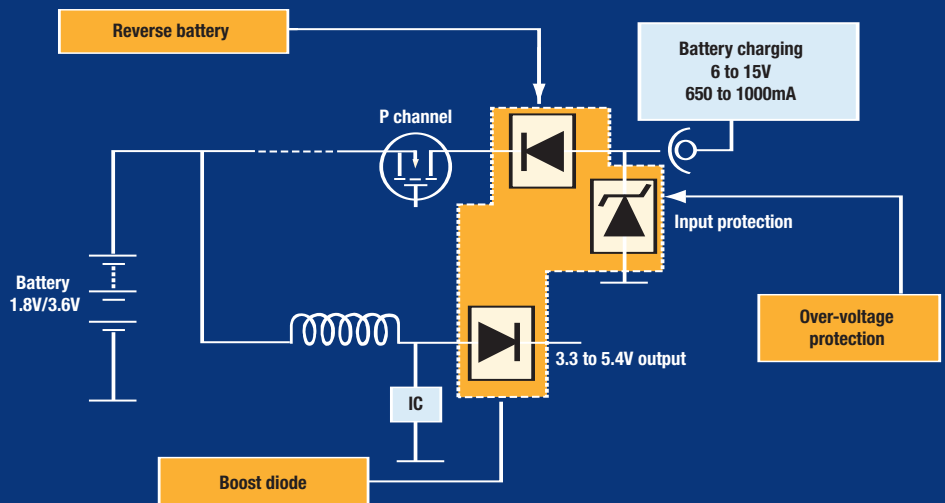 Reverse battery
Battery charging
6 to 15V
650 to 1000mA
P channel
Input protection
Battery
1.8V/3.6V
Over-voltage
protection
3.3 to 5.4V output
IC
Boost diode